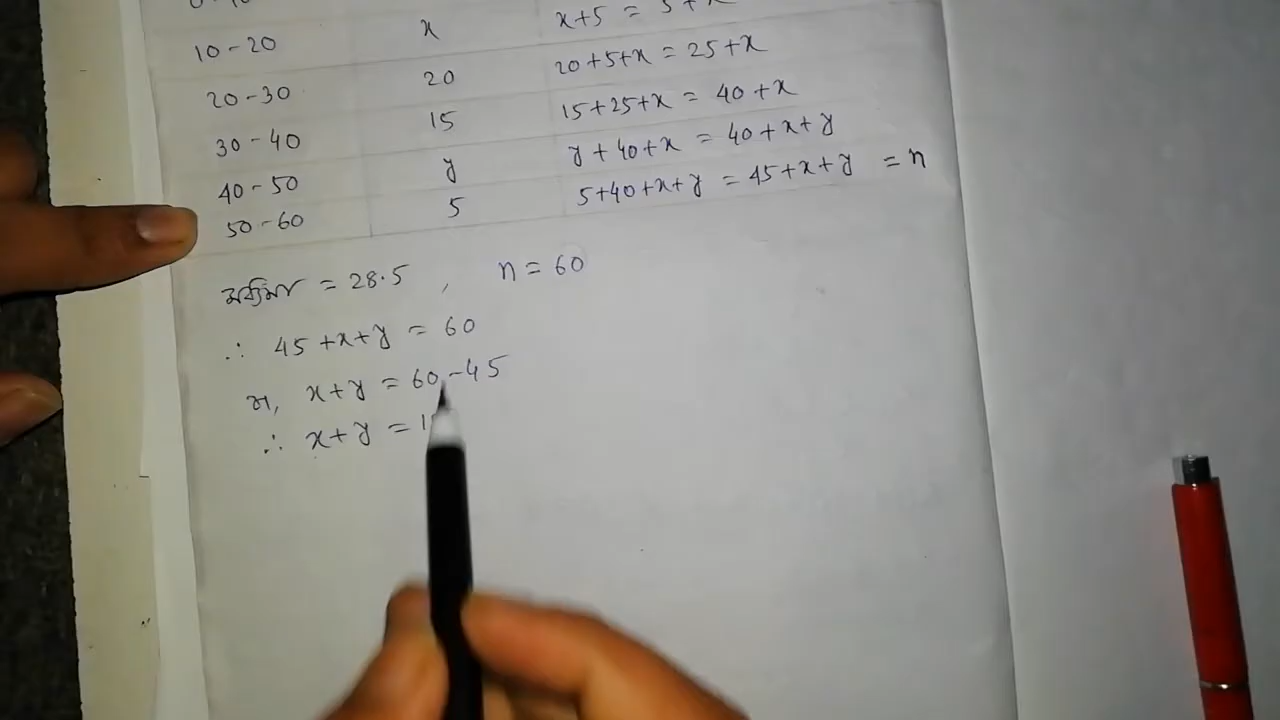 10-20 x x+5 = 5+x
20-30 20 20+5+x = 25+x
30-40 15 15+25+x = 40+x
40-50 y y+40+x = 40+x+y
50-60 5 5+40+x+y = 45+x+y = n
মধ্যমা = 28.5 , n = 60
∴ 45+x+y = 60
বা, x+y = 60-45
∴ x+y = 1